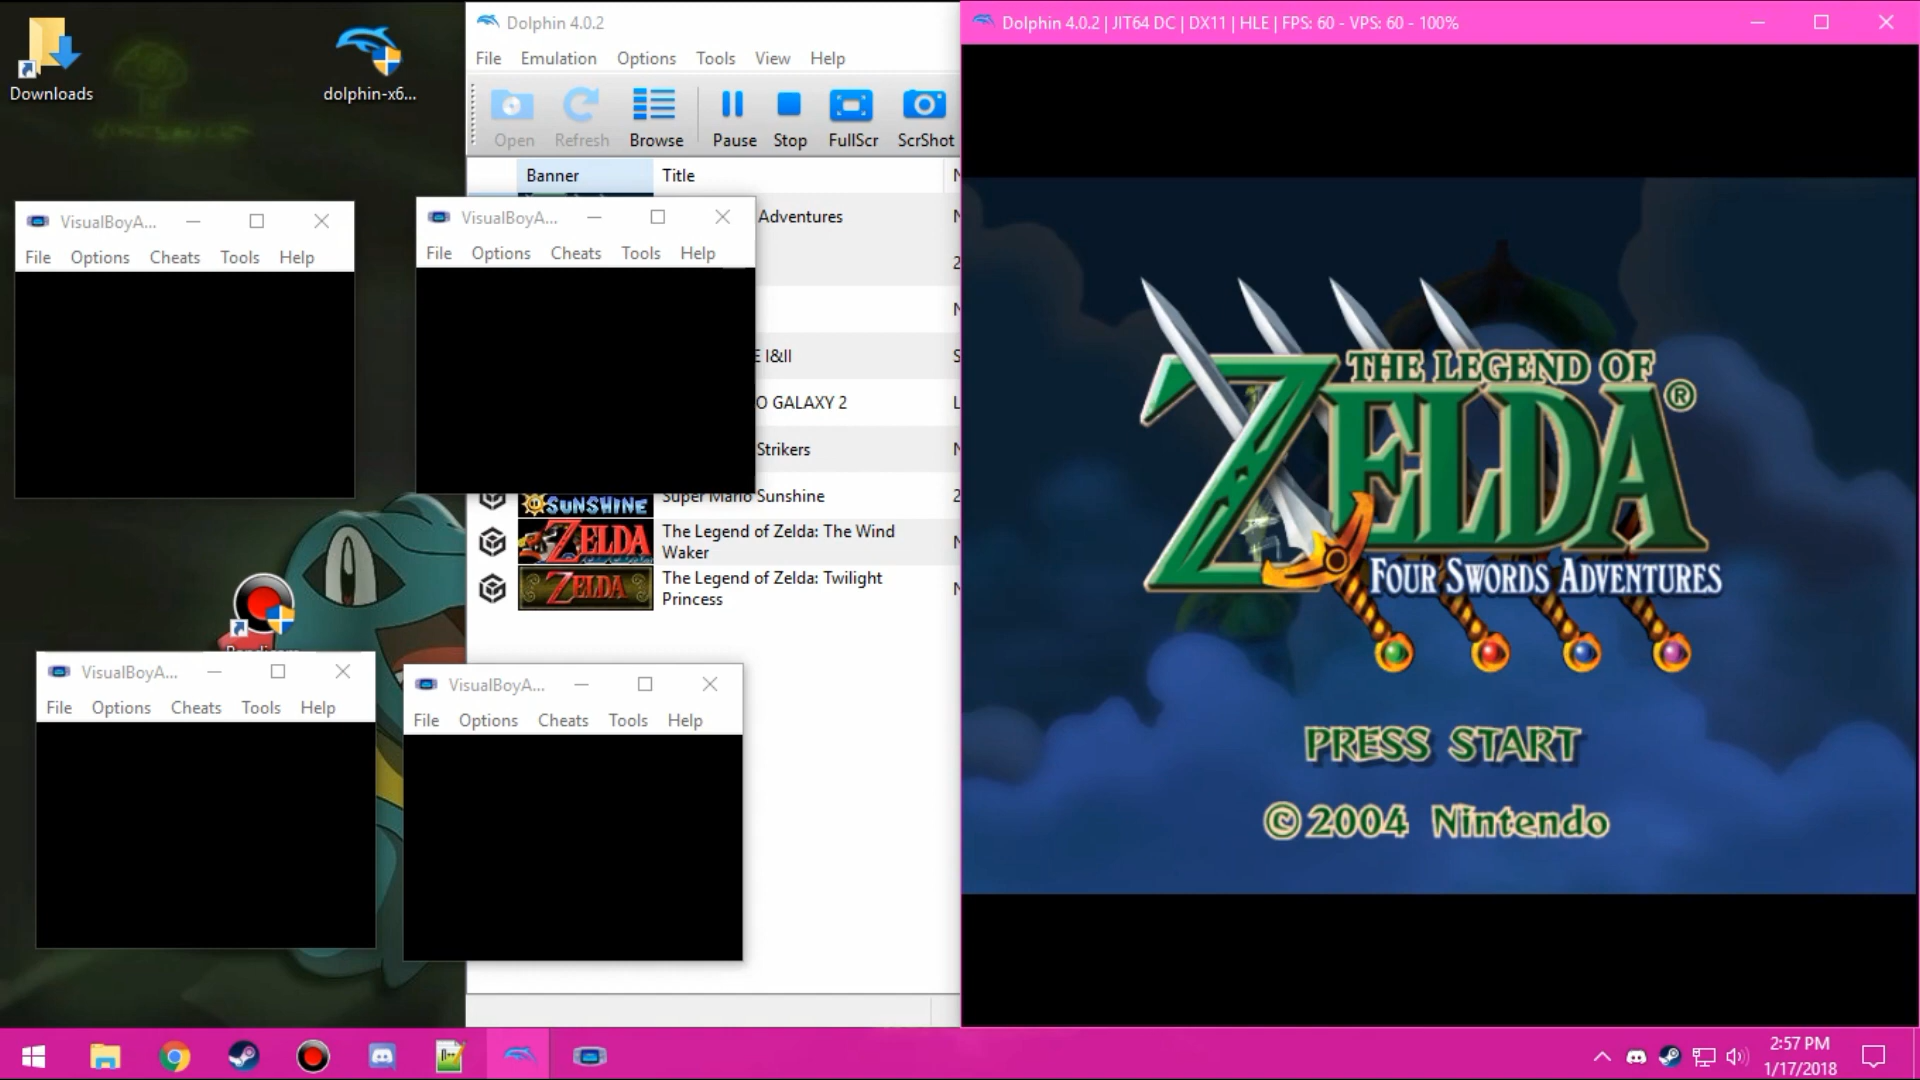 Downloads
dolphin-x6...
Dolphin 4.0.2
File Emulation Options Tools View Help
Open Refresh Browse Pause Stop FullScr ScrShot
Banner Title
Adventures
E I&II
O GALAXY 2
Strikers
SUNSHINE Super Mario Sunshine
ZELDA The Legend of Zelda: The Wind
Waker
ZELDA The Legend of Zelda: Twilight
Princess
VisualBoyA...
File Options Cheats Tools Help
VisualBoyA...
File Options Cheats Tools Help
VisualBoyA...
File Options Cheats Tools Help
VisualBoyA...
File Options Cheats Tools Help
Dolphin 4.0.2 | JIT64 DC | DX11 | HLE | FPS: 60 - VPS: 60 - 100%
THE LEGEND OF
ZELDA®
FOUR SWORDS ADVENTURES
PRESS START
© 2004 Nintendo
2:57 PM
1/17/2018